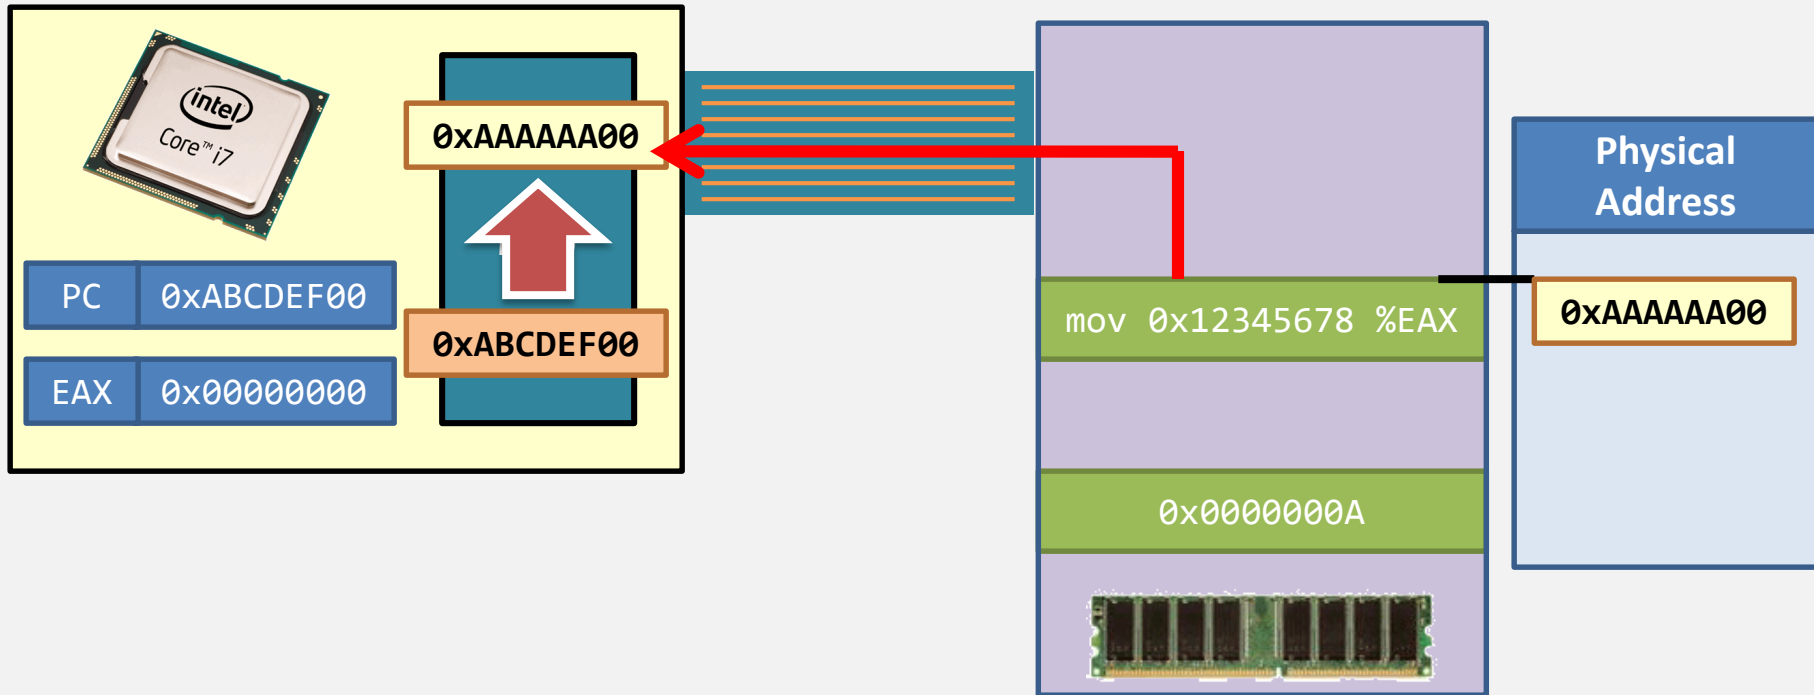 intel
Core™ i7
0xAAAAAA00
0xABCDEF00
PC 0xABCDEF00
EAX 0x00000000
mov 0x12345678 %EAX
0x0000000A
Physical
Address
0xAAAAAA00